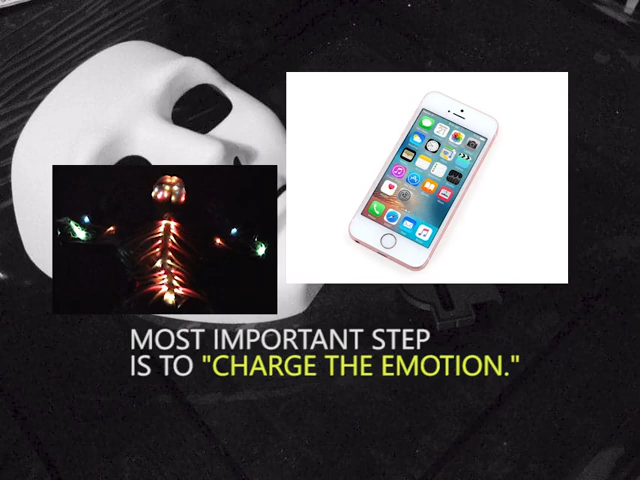 MOST IMPORTANT STEP
IS TO "CHARGE THE EMOTION."